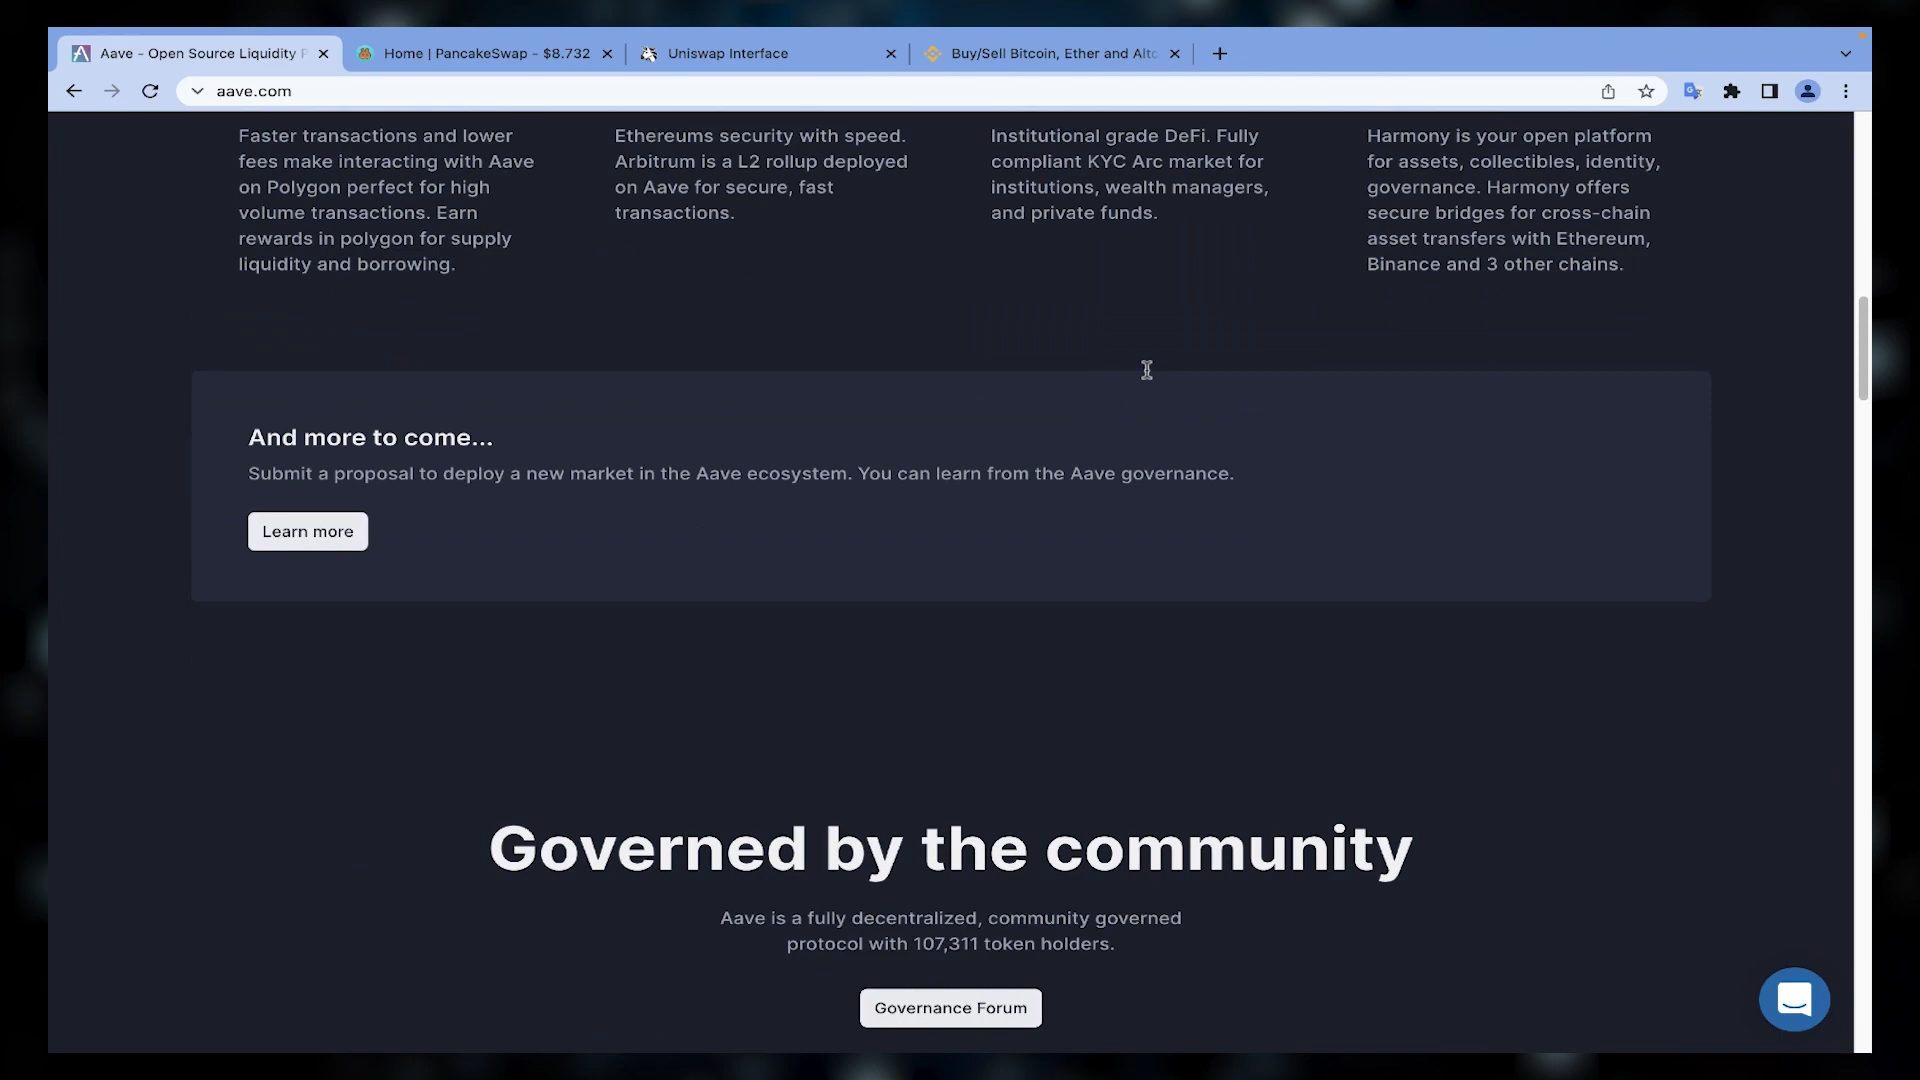 Aave - Open Source Liquidity P
Home | PancakeSwap - $8.732
Uniswap Interface
Buy/Sell Bitcoin, Ether and Alto
aave.com
Faster transactions and lower
fees make interacting with Aave
on Polygon perfect for high
volume transactions. Earn
rewards in polygon for supply
liquidity and borrowing.
Ethereums security with speed.
Arbitrum is a L2 rollup deployed
on Aave for secure, fast
transactions.
Institutional grade DeFi. Fully
compliant KYC Arc market for
institutions, wealth managers,
and private funds.
Harmony is your open platform
for assets, collectibles, identity,
governance. Harmony offers
secure bridges for cross-chain
asset transfers with Ethereum,
Binance and 3 other chains.
And more to come...
Submit a proposal to deploy a new market in the Aave ecosystem. You can learn from the Aave governance.
Learn more
Governed by the community
Aave is a fully decentralized, community governed
protocol with 107,311 token holders.
Governance Forum